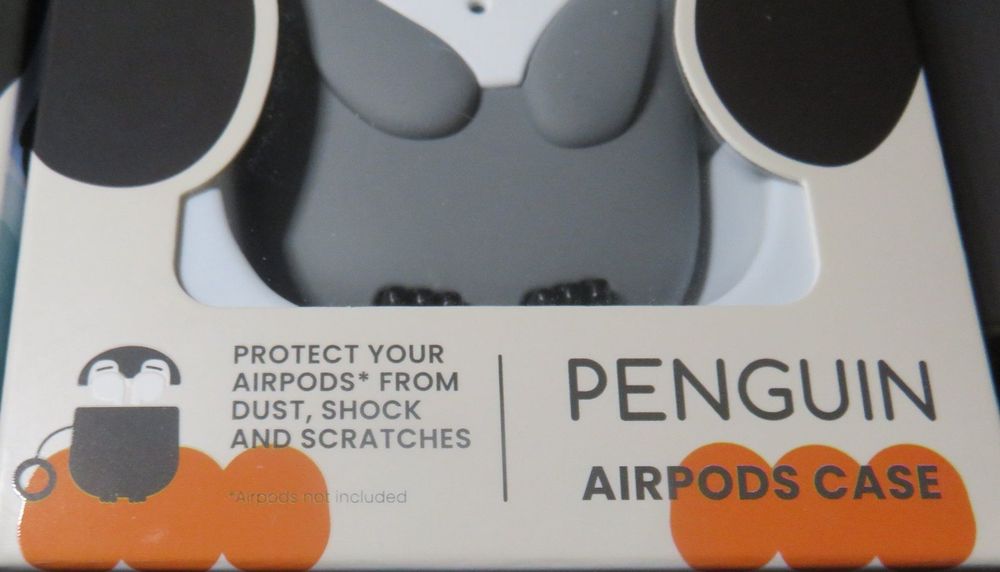 PROTECT YOUR
AIRPODS* FROM
DUST, SHOCK
AND SCRATCHES
*Airpods not included
PENGUIN
AIRPODS CASE